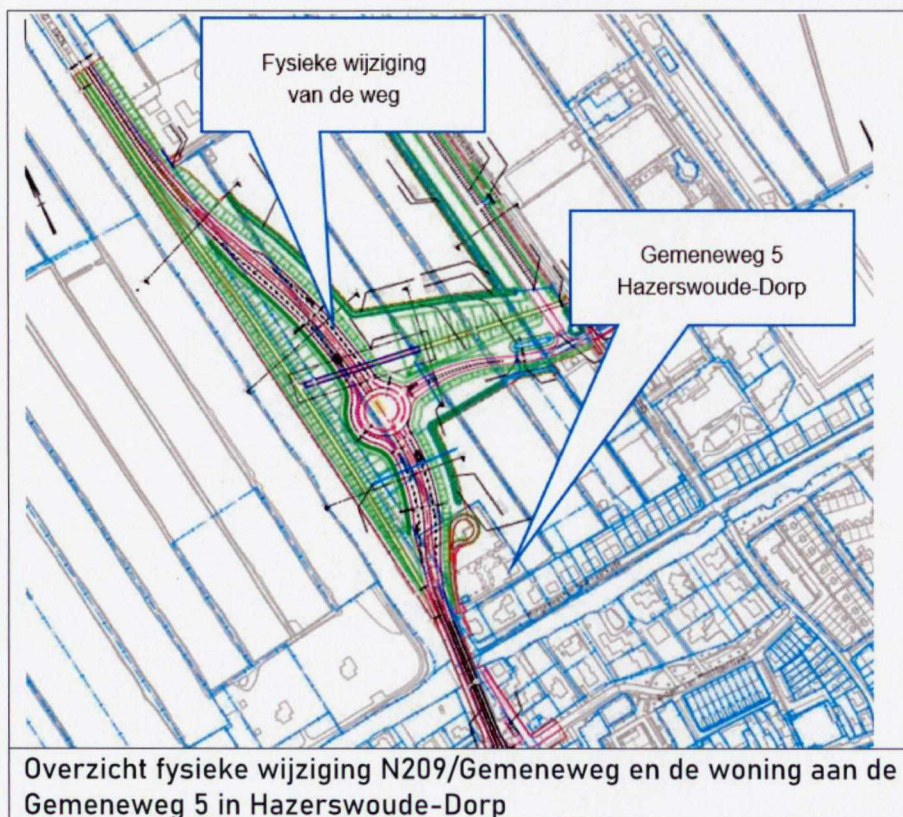 Fysieke wijziging
van de weg
Gemeneweg 5
Hazerswoude-Dorp
Overzicht fysieke wijziging N209/Gemeneweg en de woning aan de
Gemeneweg 5 in Hazerswoude-Dorp